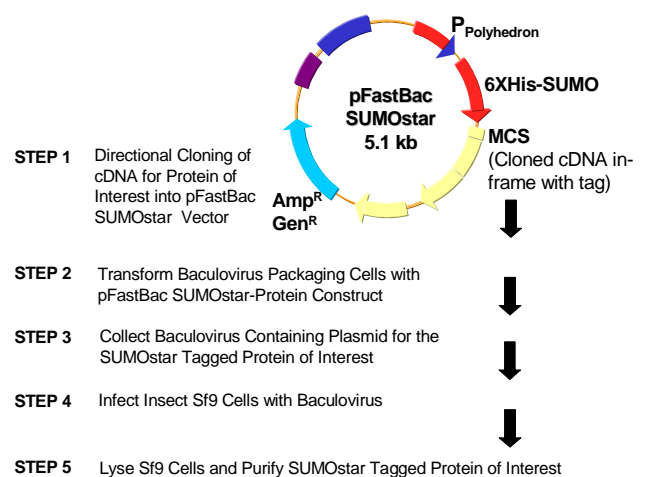 P Polyhedron
6XHis-SUMO
pFastBac
SUMOstar
5.1 kb
MCS
(Cloned cDNA in-
frame with tag)
Amp^R
Gen^R
STEP 1 Directional Cloning of
cDNA for Protein of
Interest into pFastBac
SUMOstar Vector
STEP 2 Transform Baculovirus Packaging Cells with
pFastBac SUMOstar-Protein Construct
STEP 3 Collect Baculovirus Containing Plasmid for the
SUMOstar Tagged Protein of Interest
STEP 4 Infect Insect Sf9 Cells with Baculovirus
STEP 5 Lyse Sf9 Cells and Purify SUMOstar Tagged Protein of Interest